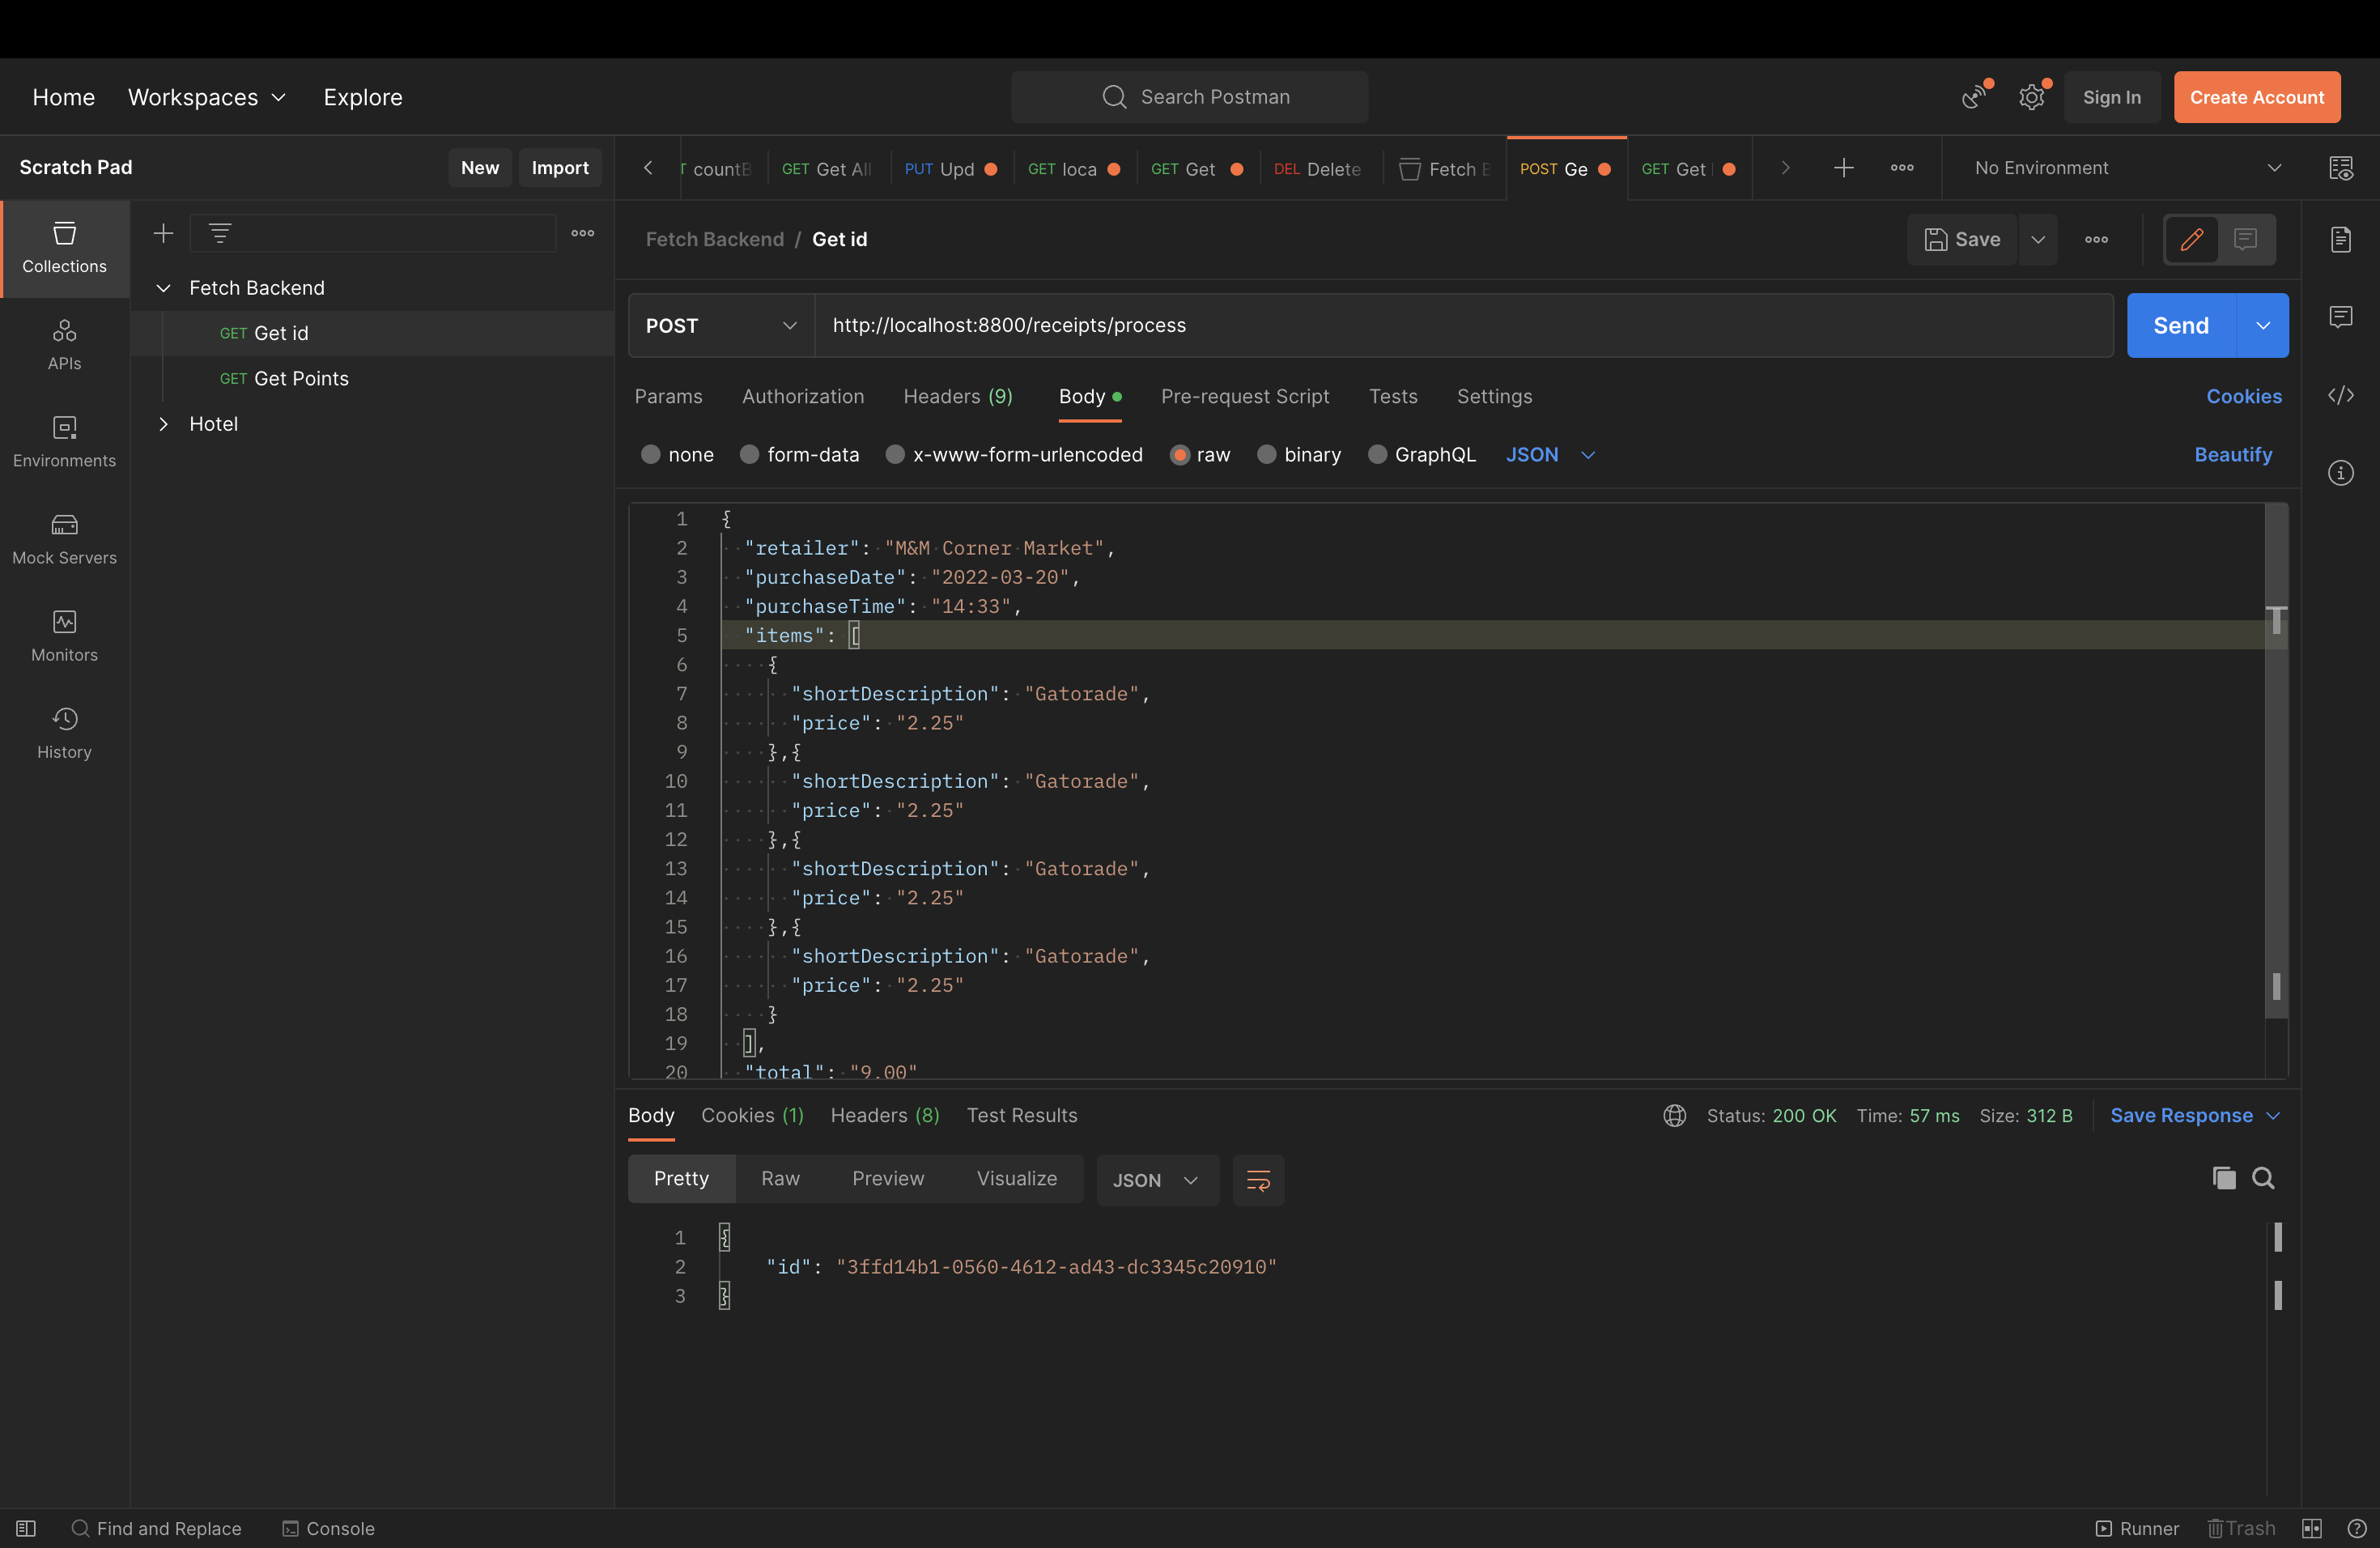 Home Workspaces Explore Search Postman Sign In Create Account
Scratch Pad New Import countB GET Get All PUT Upd GET loca GET Get DEL Delete Fetch POST Ge GET Get No Environment
Collections
APIs
Environments
Mock Servers
Monitors
History
Fetch Backend
GET Get id
GET Get Points
Hotel
Fetch Backend / Get id Save
POST http://localhost:8800/receipts/process Send
Params Authorization Headers (9) Body Pre-request Script Tests Settings Cookies
none form-data x-www-form-urlencoded raw binary GraphQL JSON Beautify
1 {
2 "retailer": "M&M Corner Market",
3 "purchaseDate": "2022-03-20",
4 "purchaseTime": "14:33",
5 "items": [
6 {
7 "shortDescription": "Gatorade",
8 "price": "2.25"
9 },{
10 "shortDescription": "Gatorade",
11 "price": "2.25"
12 },{
13 "shortDescription": "Gatorade",
14 "price": "2.25"
15 },{
16 "shortDescription": "Gatorade",
17 "price": "2.25"
18 }
19 ],
20 "total": "9.00"
Body Cookies (1) Headers (8) Test Results Status: 200 OK Time: 57 ms Size: 312 B Save Response
Pretty Raw Preview Visualize JSON
1 {
2 "id": "3ffd14b1-0560-4612-ad43-dc3345c20910"
3 }
Find and Replace Console Runner Trash